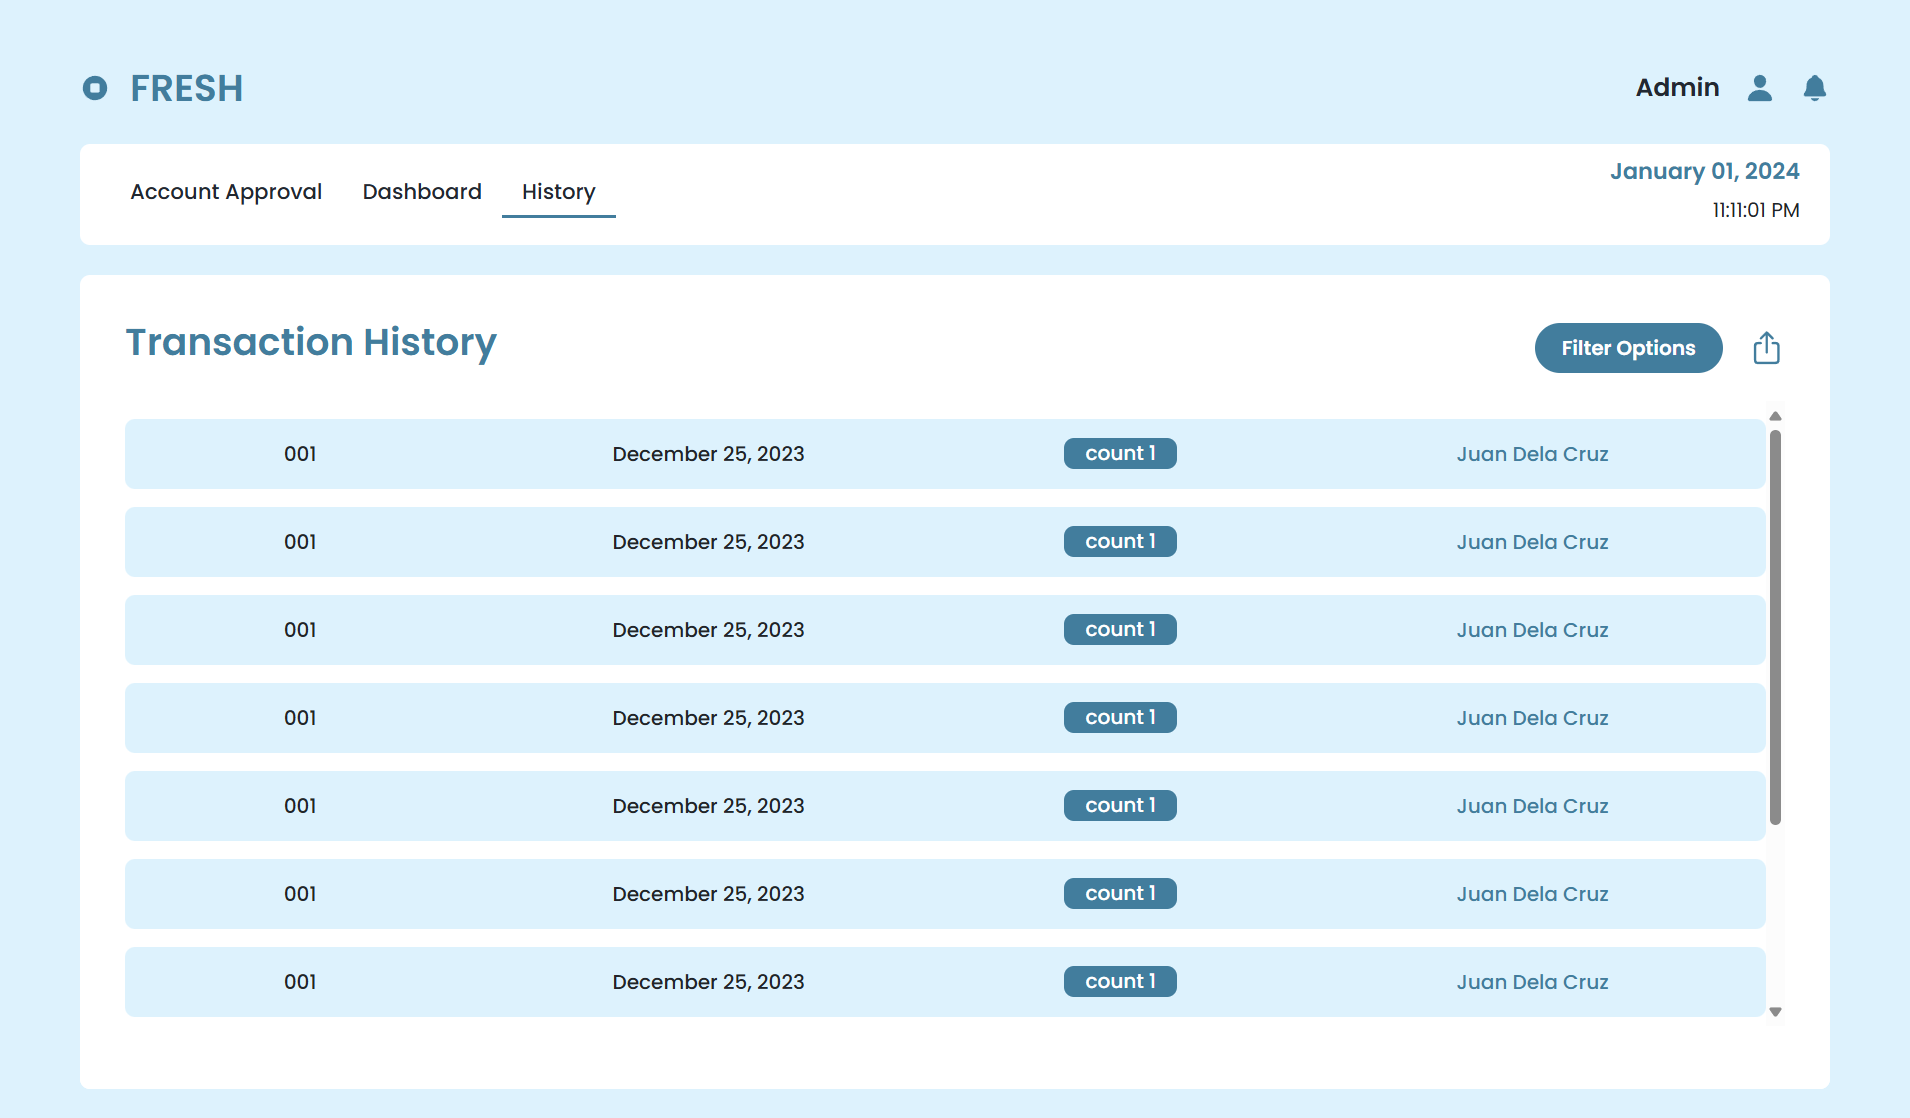 FRESH
Admin
Account Approval Dashboard History
January 01, 2024
11:11:01 PM
Transaction History
Filter Options
001 December 25, 2023 count 1 Juan Dela Cruz
001 December 25, 2023 count 1 Juan Dela Cruz
001 December 25, 2023 count 1 Juan Dela Cruz
001 December 25, 2023 count 1 Juan Dela Cruz
001 December 25, 2023 count 1 Juan Dela Cruz
001 December 25, 2023 count 1 Juan Dela Cruz
001 December 25, 2023 count 1 Juan Dela Cruz